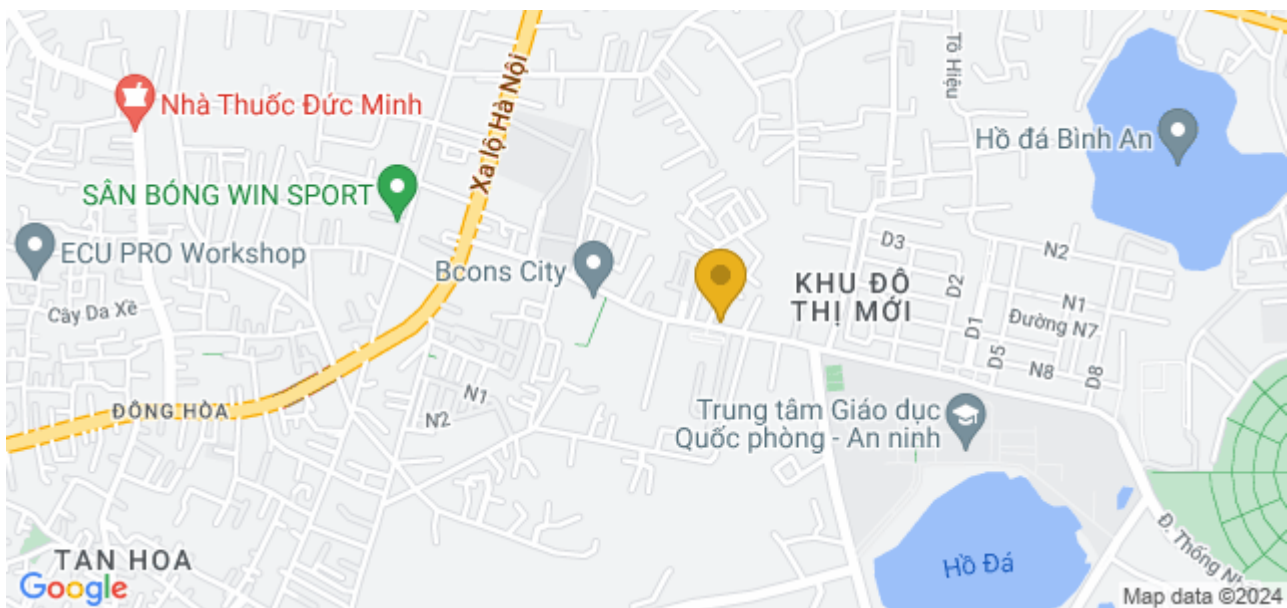 Tô Hiệu
Nhà Thuốc Đức Minh
Xa lộ Hà Nội
Hồ đá Bình An
SÂN BÓNG WIN SPORT
ECU PRO Workshop
D3
N2
Bcons City
D2
KHU ĐÔ
THỊ MỚI
Cây Da Xề
N1
Đường N7
D1
D5
N8
D8
N1
ĐÔNG HÒA
N2
Trung tâm Giáo dục
Quốc phòng - An ninh
Đ. Thống
TAN HOA
Hồ Đá
Google
Map data ©2024